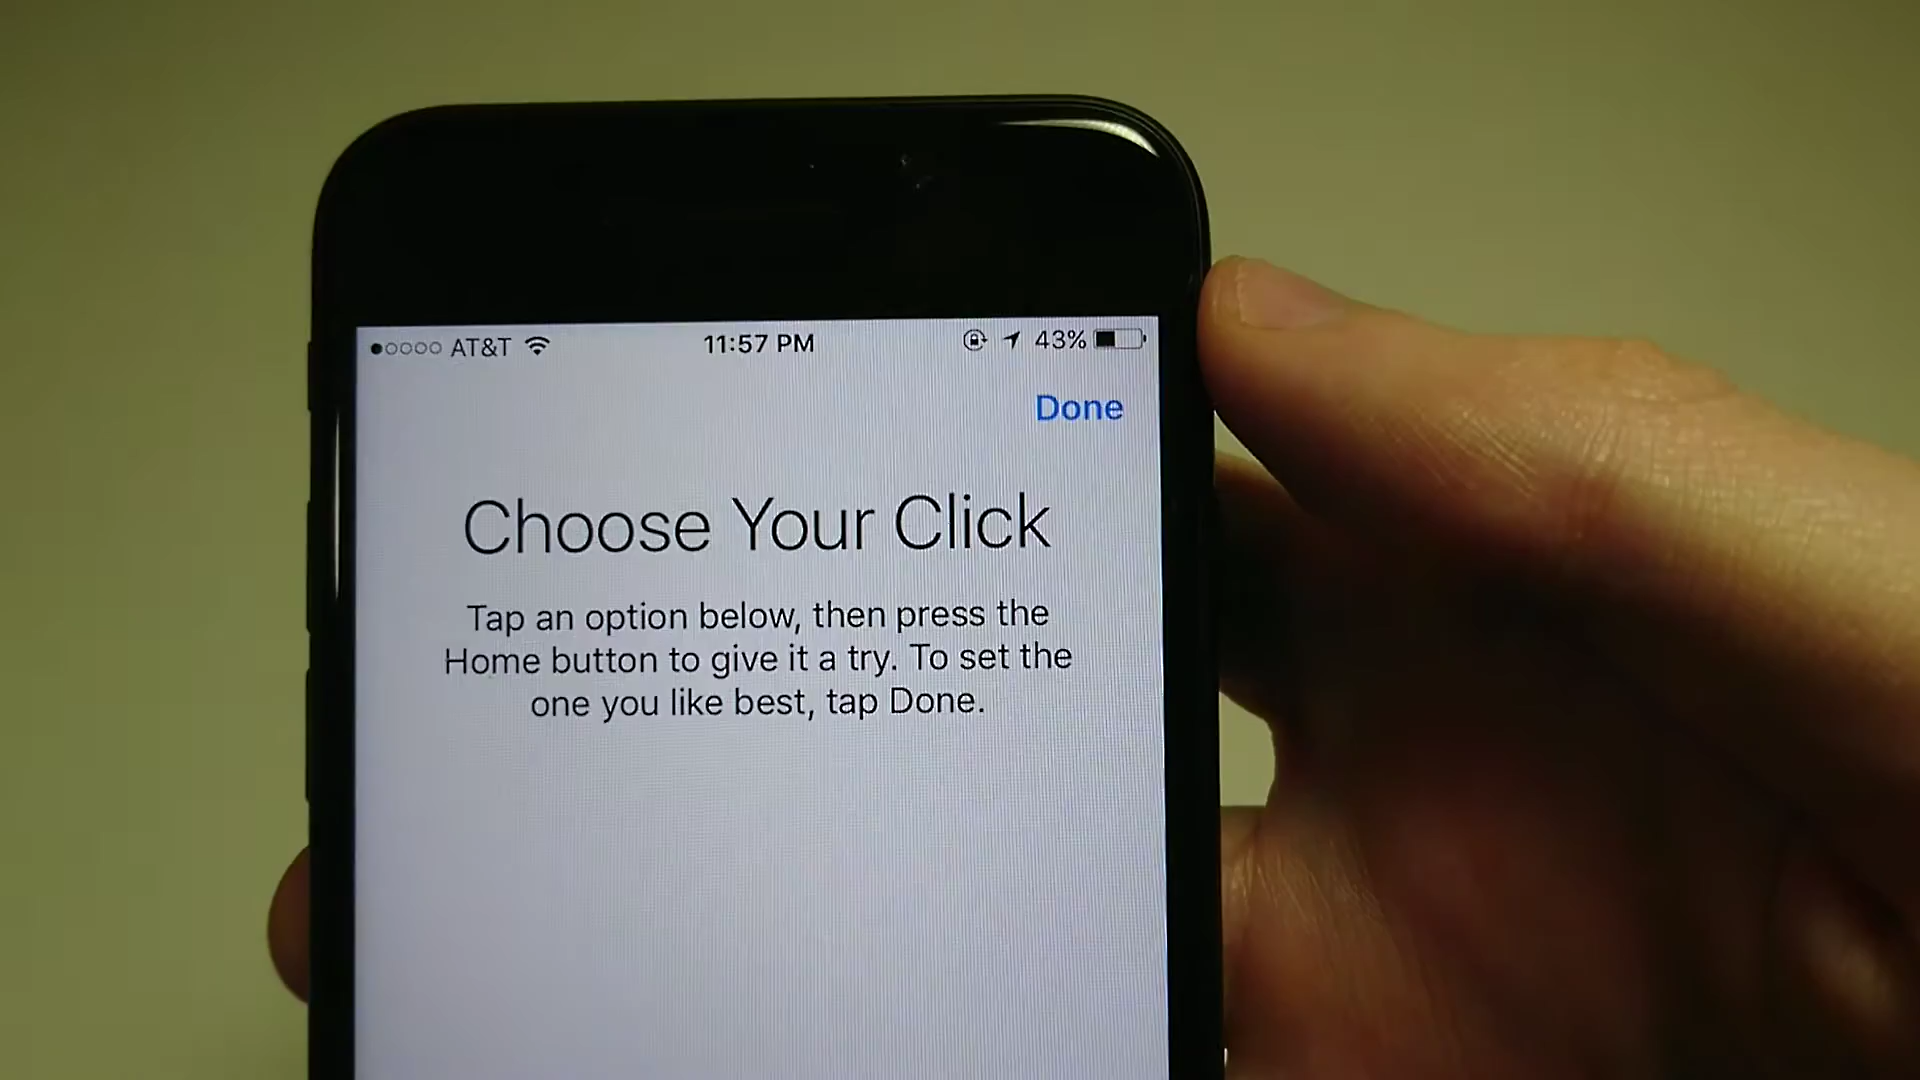 AT&T 11:57 PM 43%
Done
Choose Your Click
Tap an option below, then press the
Home button to give it a try. To set the
one you like best, tap Done.